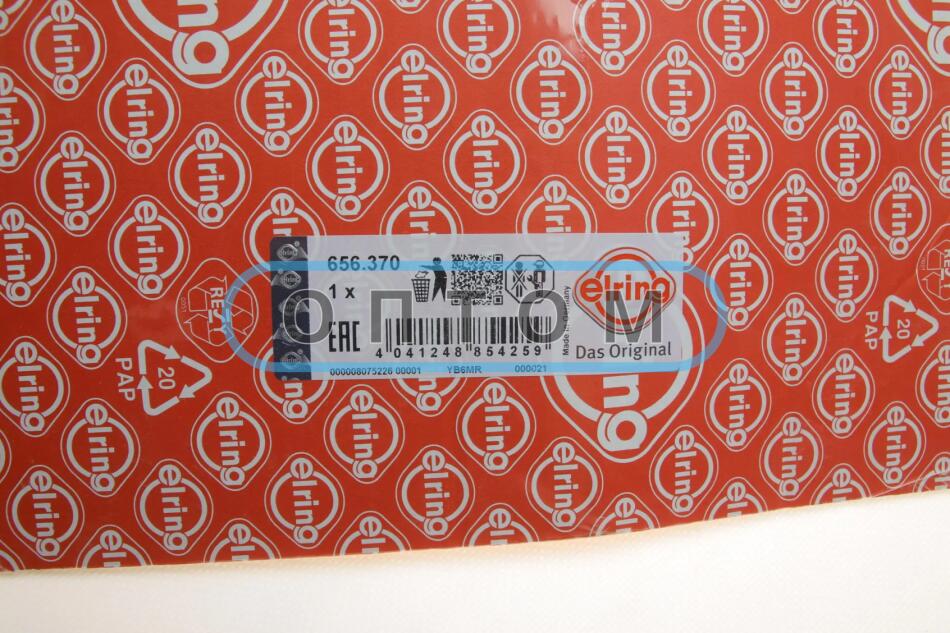 656.370
1 x
ОПТОМ
EAC
4 041248 854259
000008075226 00001 YB6MR 000021
Made in Germany
elring
Das Original
elring
20
PAP
20
PAP